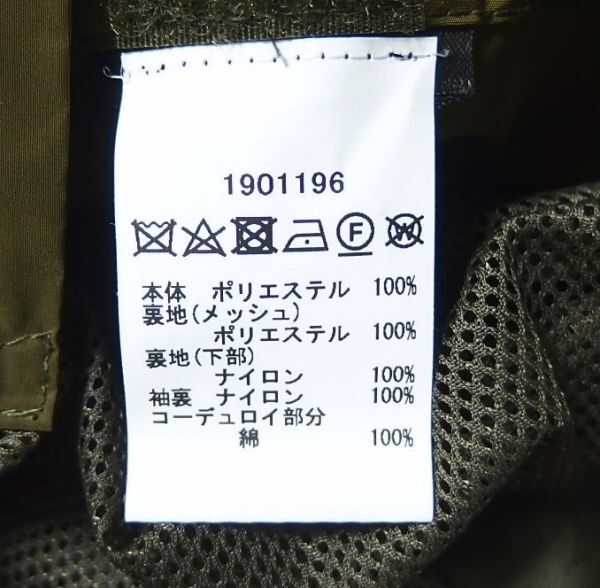 1901196
F W
本体 ポリエステル 100%
裏地(メッシュ)
ポリエステル 100%
裏地(下部)
ナイロン 100%
袖裏 ナイロン 100%
コーデュロイ部分
綿 100%